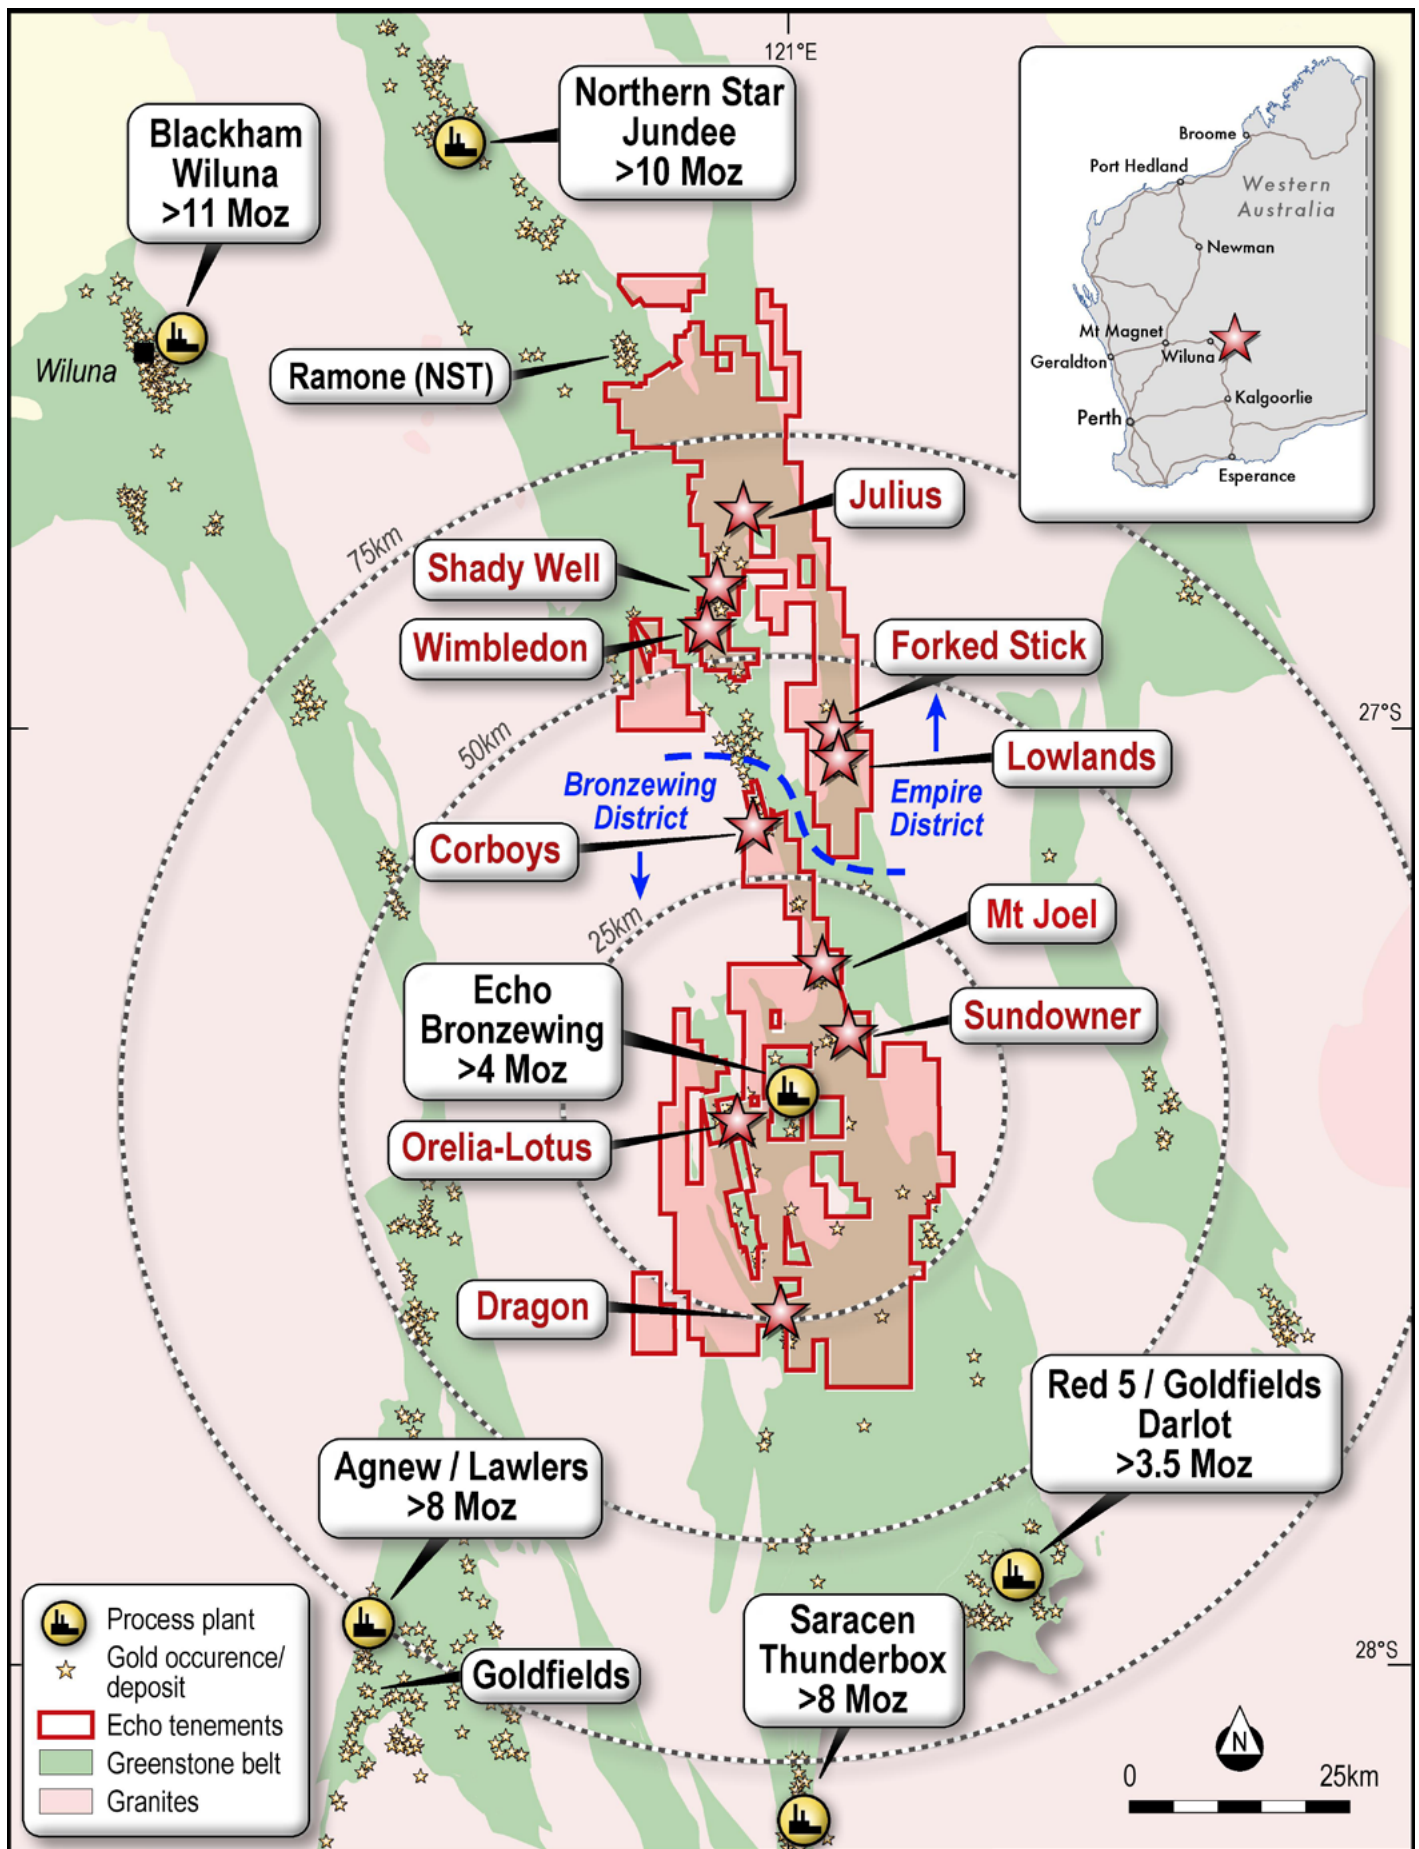 121°E
Northern Star
Jundee
>10 Moz
Blackham
Wiluna
>11 Moz
Broome
Port Hedland
Western
Australia
Newman
Mt Magnet
Geraldton
Wiluna
Kalgoorlie
Perth
Esperance
Wiluna
Ramone (NST)
Julius
75km
Shady Well
Wimbledon
Forked Stick
27°S
50km
Lowlands
Bronzewing
District
Empire
District
Corboys
Mt Joel
25km
Echo
Bronzewing
>4 Moz
Sundowner
Orelia-Lotus
Dragon
Red 5 / Goldfields
Darlot
>3.5 Moz
Agnew / Lawlers
>8 Moz
Saracen
Thunderbox
>8 Moz
Goldfields
28°S
Process plant
Gold occurence/
deposit
Echo tenements
Greenstone belt
Granites
N
0 25km